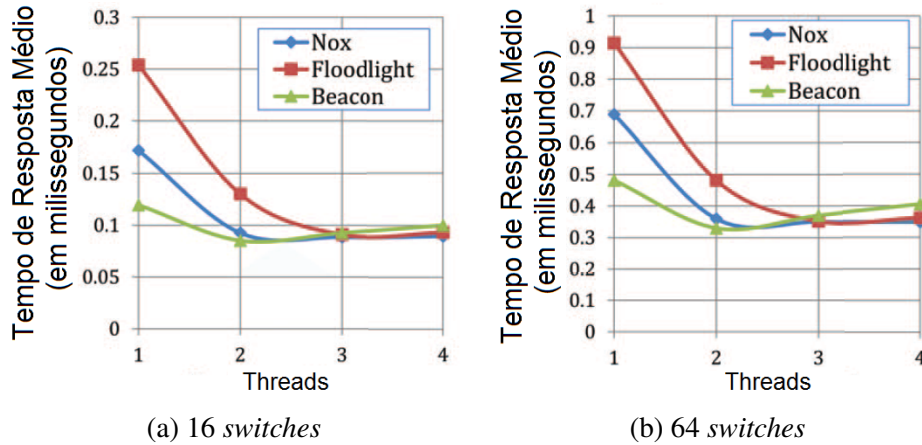 Tempo de Resposta Médio
(em milissegundos)
0.3
0.25
0.2
0.15
0.1
0.05
0
Nox
Floodlight
Beacon
1 2 3 4
Threads
(a) 16 switches
Tempo de Resposta Médio
(em milissegundos)
1
0.9
0.8
0.7
0.6
0.5
0.4
0.3
0.2
0.1
0
Nox
Floodlight
Beacon
1 2 3 4
Threads
(b) 64 switches